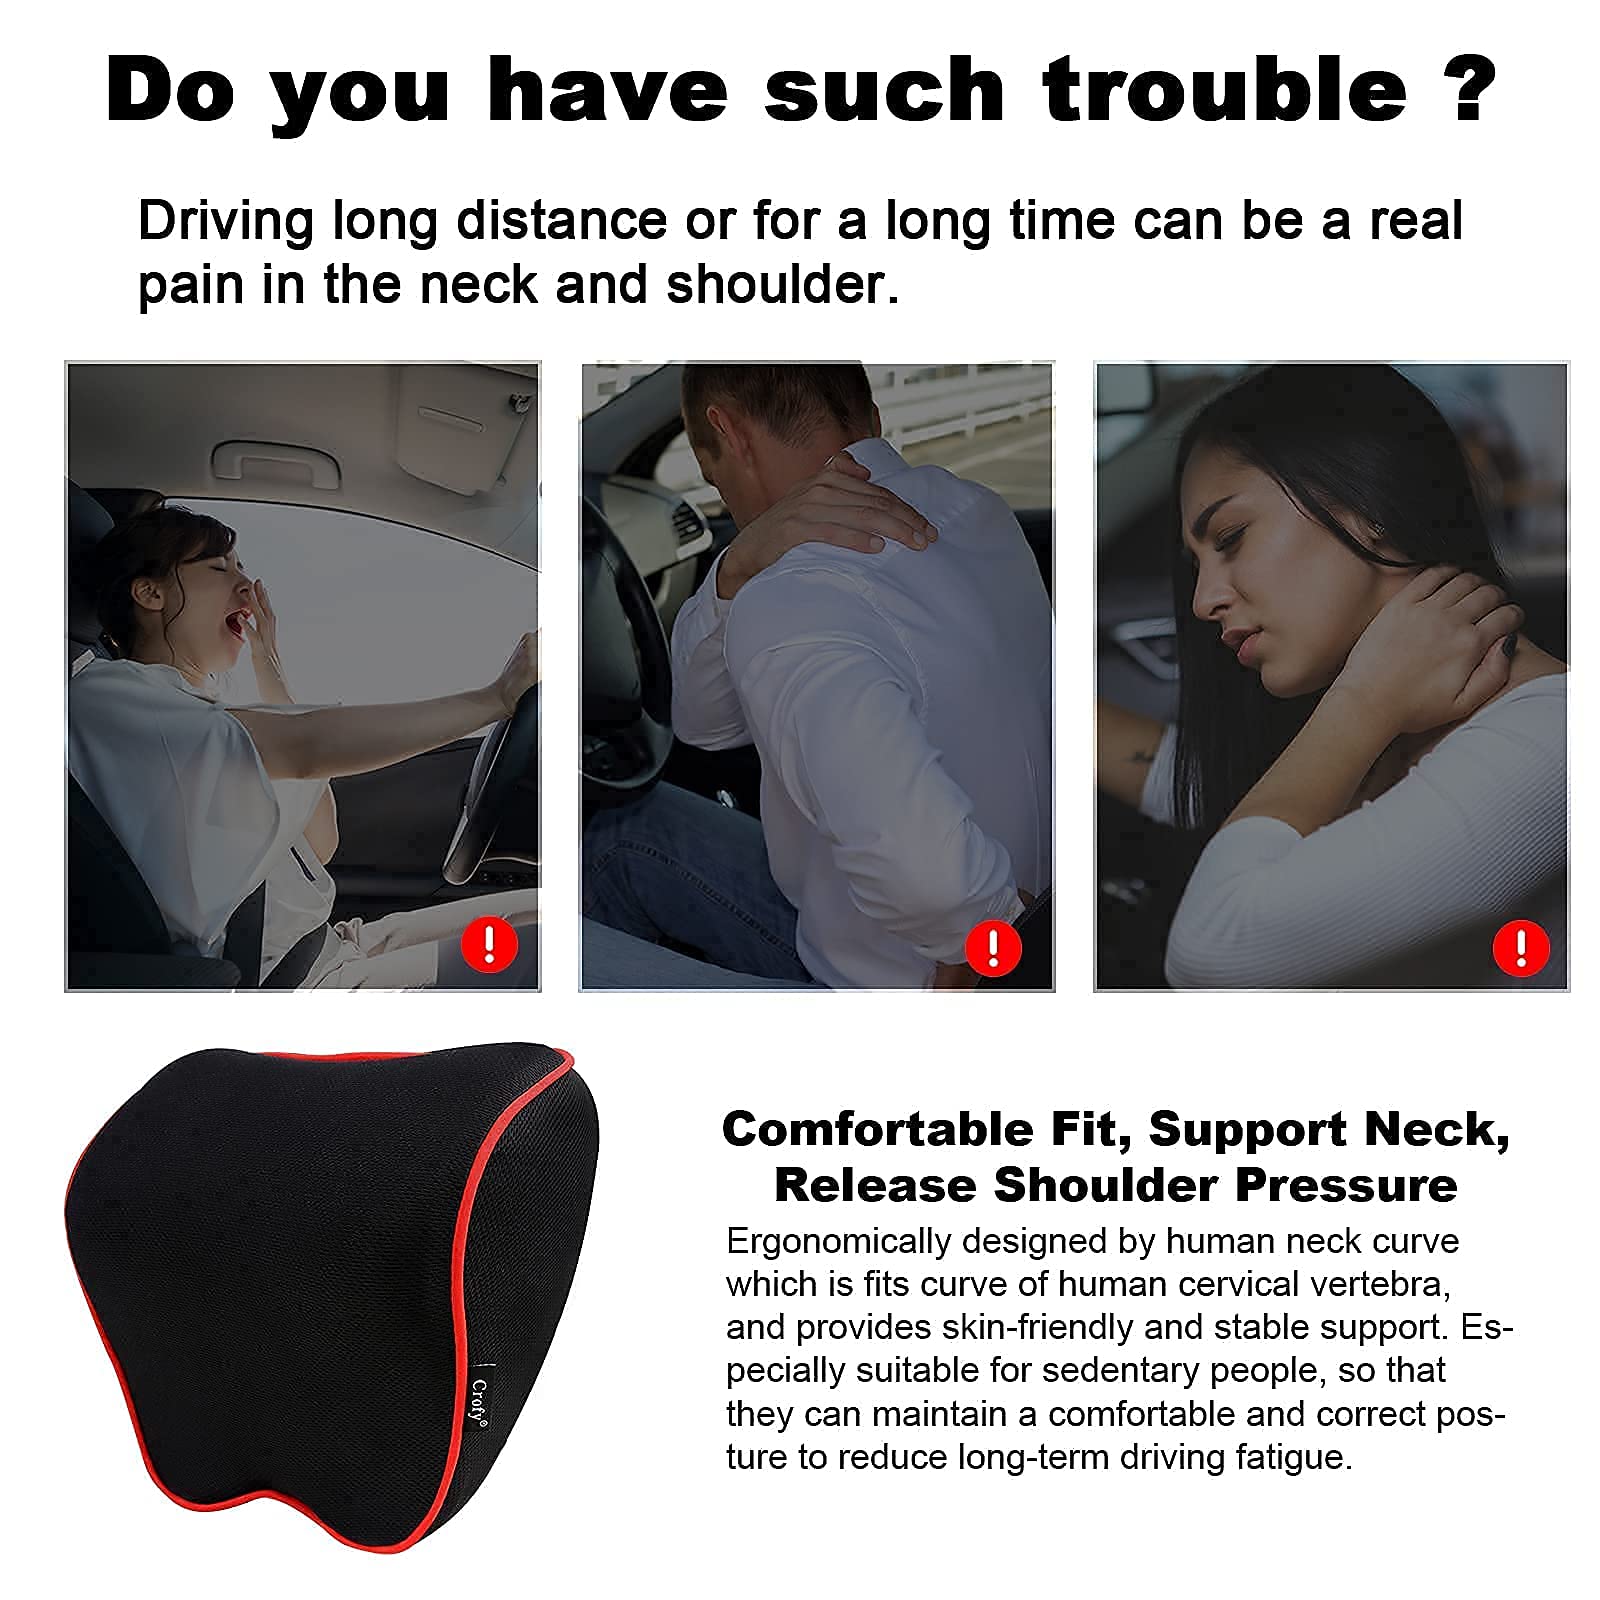 Do you have such trouble ?
Driving long distance or for a long time can be a real
pain in the neck and shoulder.
Comfortable Fit, Support Neck,
Release Shoulder Pressure
Ergonomically designed by human neck curve
which is fits curve of human cervical vertebra,
and provides skin-friendly and stable support. Es-
pecially suitable for sedentary people, so that
they can maintain a comfortable and correct pos-
ture to reduce long-term driving fatigue.
Crofy®